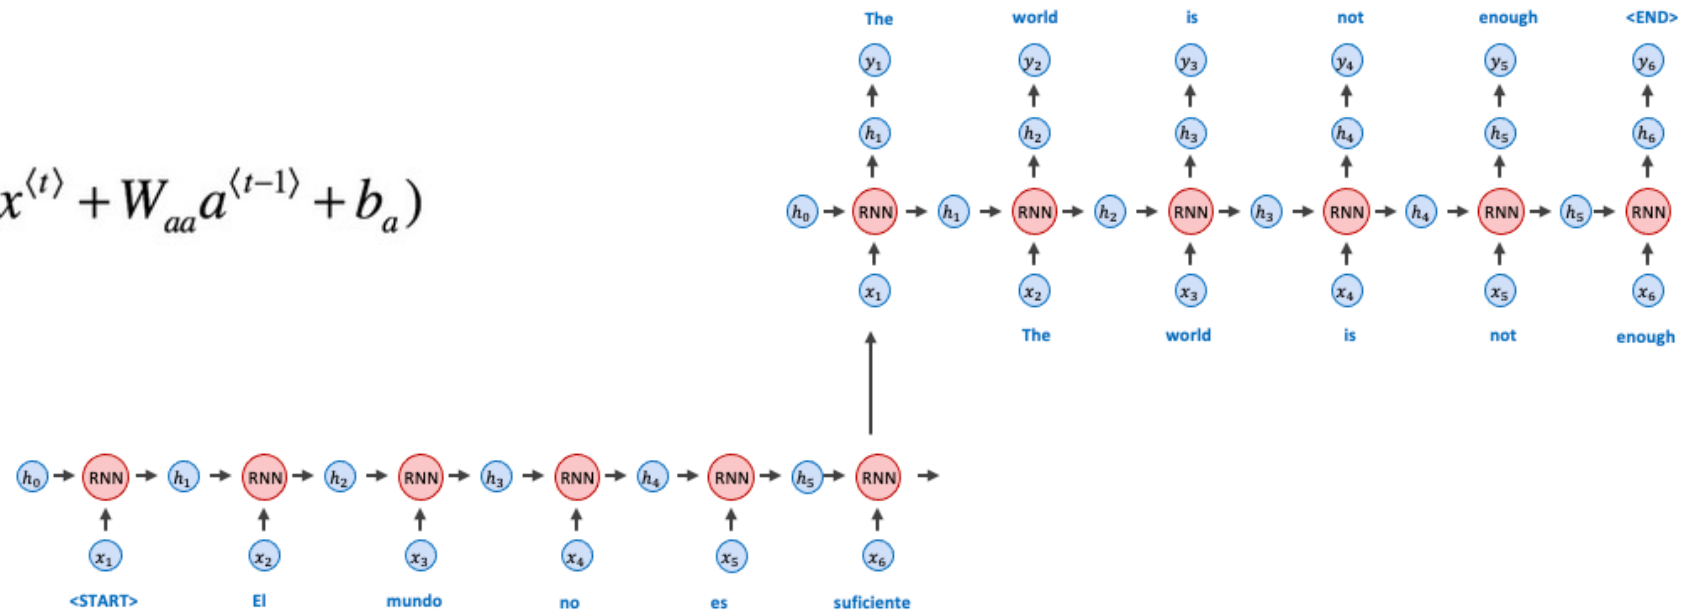 The world is not enough <END>
y₁ y₂ y₃ y₄ y₅ y₆
h₁ h₂ h₃ h₄ h₅ h₆
x⟨t⟩ + Wₐₐa⟨t−1⟩ + bₐ)
h₀ RNN h₁ RNN h₂ RNN h₃ RNN h₄ RNN h₅ RNN
x₁ x₂ x₃ x₄ x₅ x₆
The world is not enough
h₀ RNN h₁ RNN h₂ RNN h₃ RNN h₄ RNN h₅ RNN
x₁ x₂ x₃ x₄ x₅ x₆
<START> El mundo no es suficiente